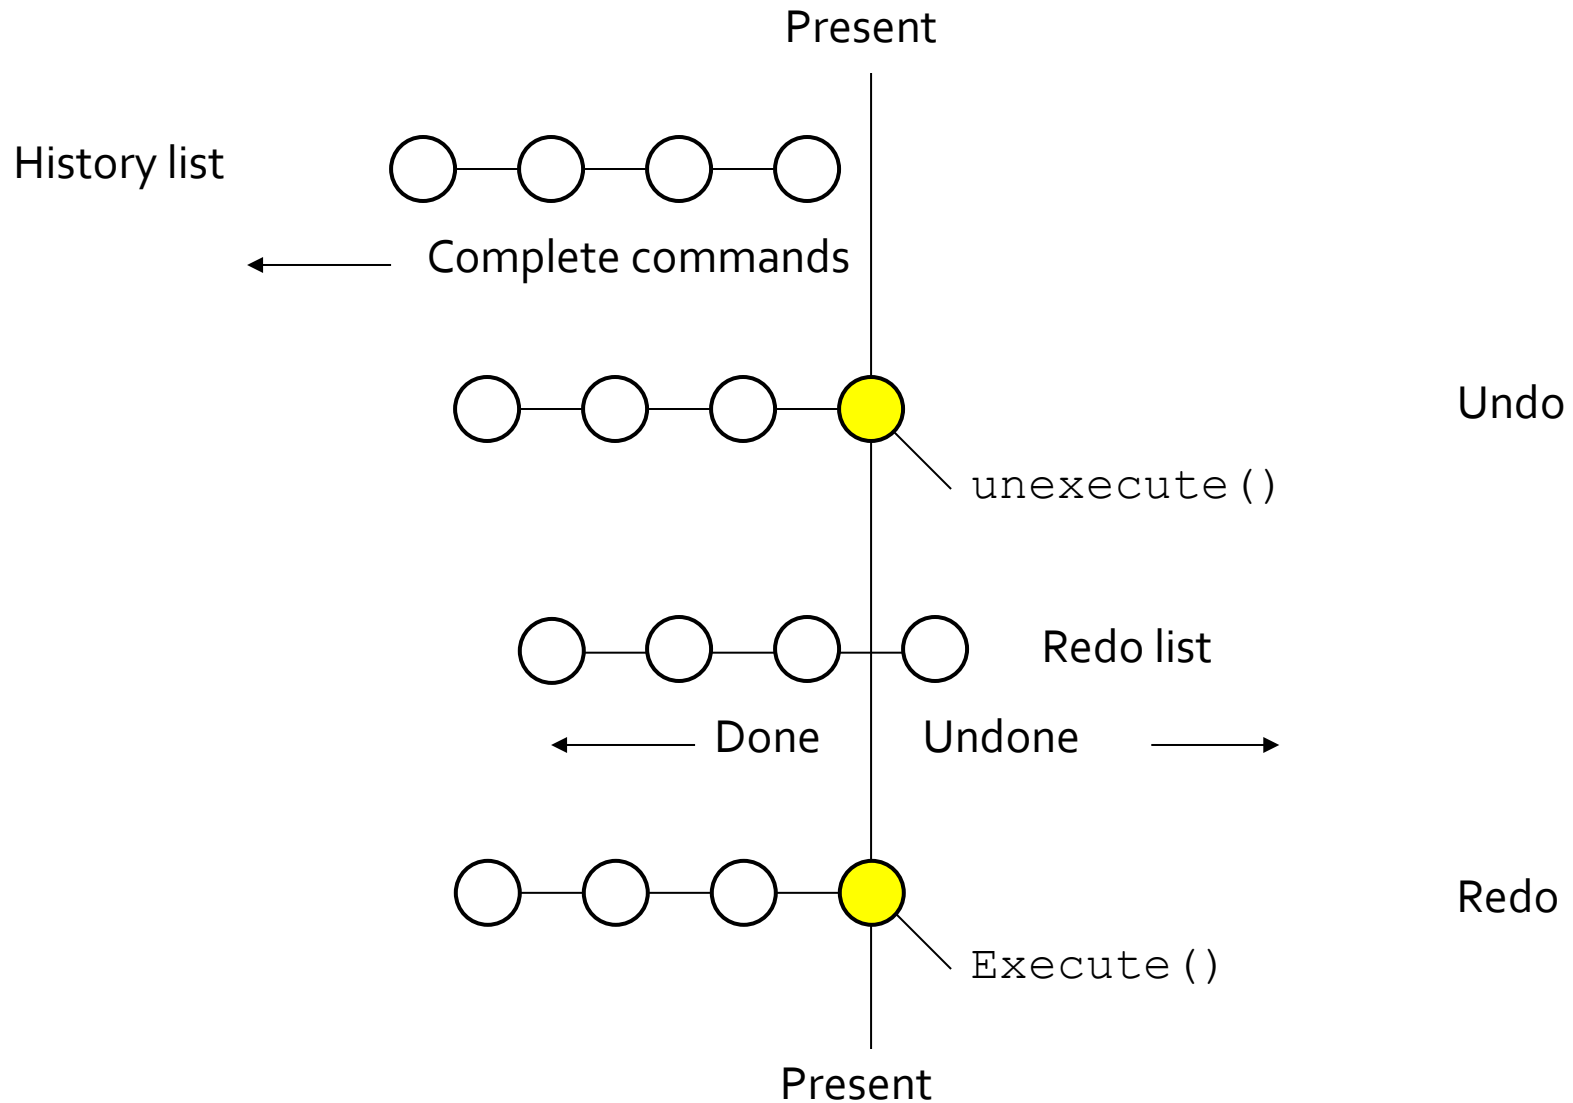 Present
History list
Complete commands
Undo
unexecute()
Redo list
Done
Undone
Redo
Execute()
Present